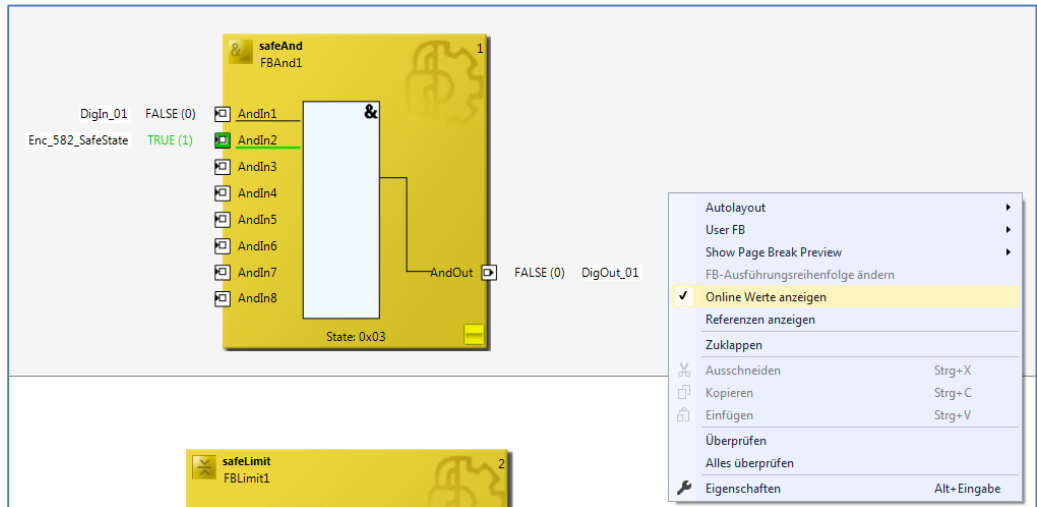 safeAnd
1
FBAnd1
&
DigIn_01 FALSE (0) AndIn1
Enc_582_SafeState TRUE (1) AndIn2
AndIn3
AndIn4
AndIn5
AndIn6
AndIn7
AndOut FALSE (0) DigOut_01
AndIn8
State: 0x03
Autolayout
User FB
Show Page Break Preview
FB-Ausführungsreihenfolge ändern
Online Werte anzeigen
Referenzen anzeigen
Zuklappen
Ausschneiden Strg+X
Kopieren Strg+C
Einfügen Strg+V
Überprüfen
Alles überprüfen
Eigenschaften Alt+Eingabe
safeLimit
2
FBLimit1